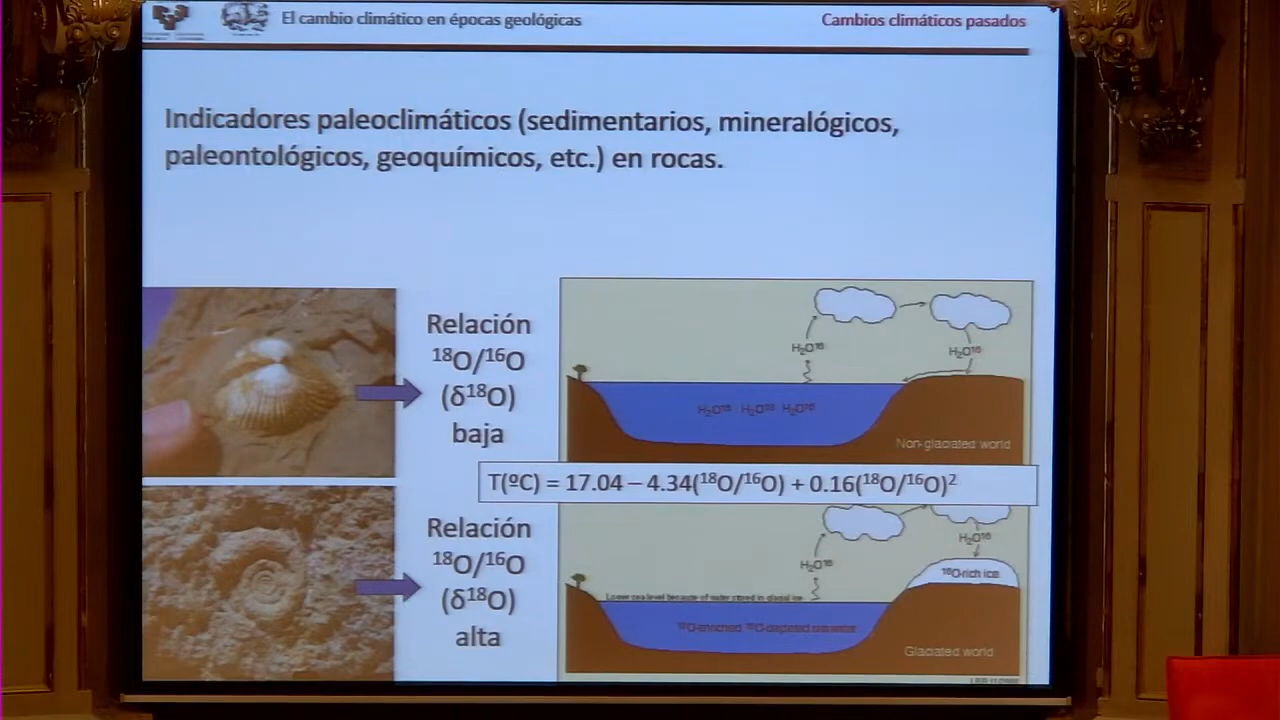 El cambio climático en épocas geológicas
Cambios climáticos pasados
Indicadores paleoclimáticos (sedimentarios, mineralógicos,
paleontológicos, geoquímicos, etc.) en rocas.
Relación
¹⁸O/¹⁶O
(δ¹⁸O)
baja
H₂O¹⁶
H₂O¹⁶
H₂O¹⁶ H₂O¹⁸ H₂O¹⁶
Non-glaciated world
T(ºC) = 17.04 – 4.34(¹⁸O/¹⁶O) + 0.16(¹⁸O/¹⁶O)²
Relación
¹⁸O/¹⁶O
(δ¹⁸O)
alta
H₂O¹⁶
H₂O¹⁶
¹⁶O-rich ice
Lower sea level because of water stored in glacial ice
¹⁸O-enriched ¹⁶O-depleted sea water
Glaciated world